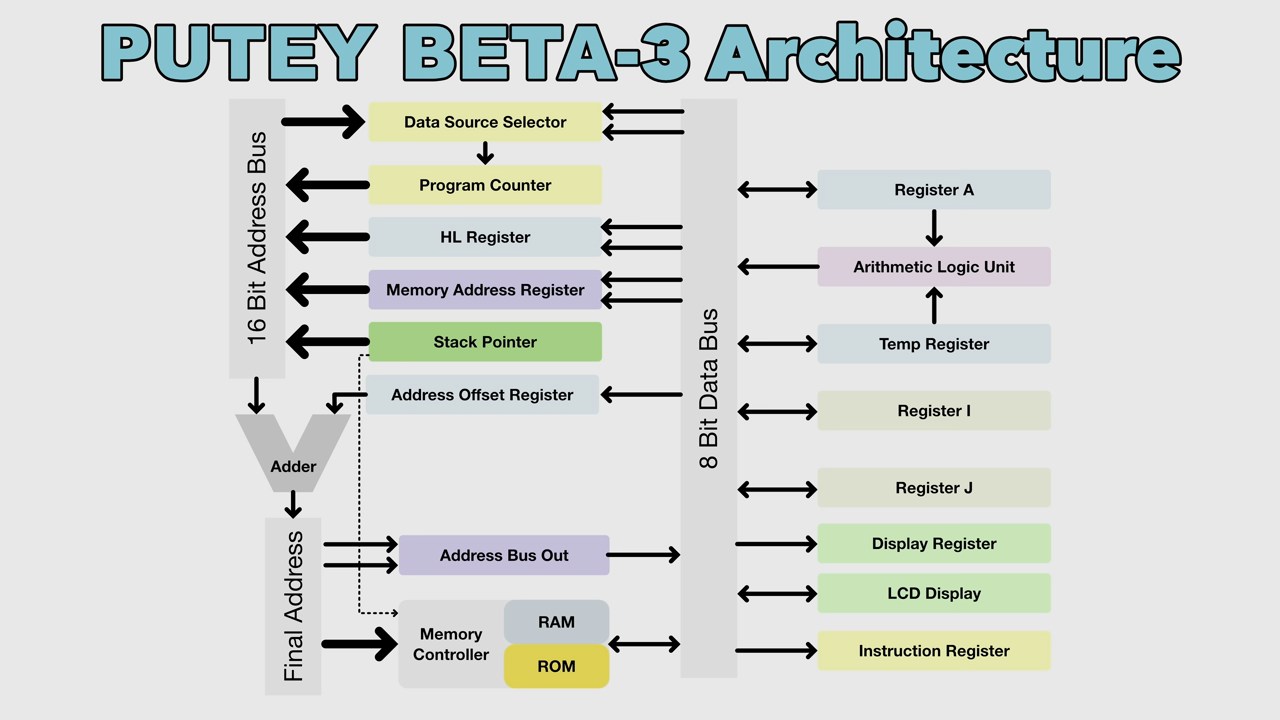 PUTEY BETA-3 Architecture
16 Bit Address Bus
Data Source Selector
Program Counter
HL Register
Memory Address Register
Stack Pointer
Address Offset Register
Adder
Final Address
Address Bus Out
Memory
Controller
RAM
ROM
8 Bit Data Bus
Register A
Arithmetic Logic Unit
Temp Register
Register I
Register J
Display Register
LCD Display
Instruction Register